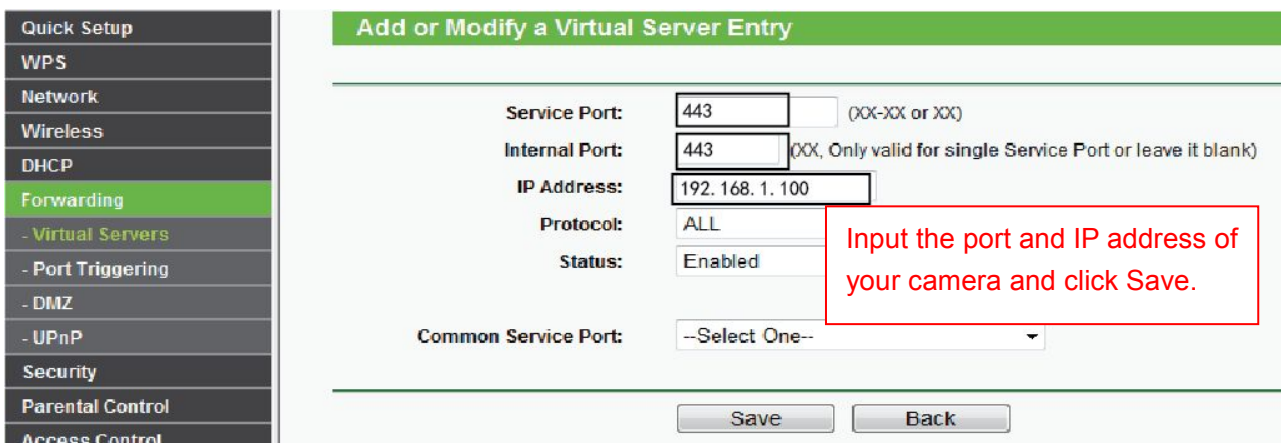 Quick Setup
WPS
Network
Wireless
DHCP
Forwarding
- Virtual Servers
- Port Triggering
- DMZ
- UPnP
Security
Parental Control
Access Control
Add or Modify a Virtual Server Entry
Service Port: 443 (XX-XX or XX)
Internal Port: 443 (XX, Only valid for single Service Port or leave it blank)
IP Address: 192.168.1.100
Protocol: ALL
Status: Enabled
Input the port and IP address of
your camera and click Save.
Common Service Port: --Select One--
Save Back